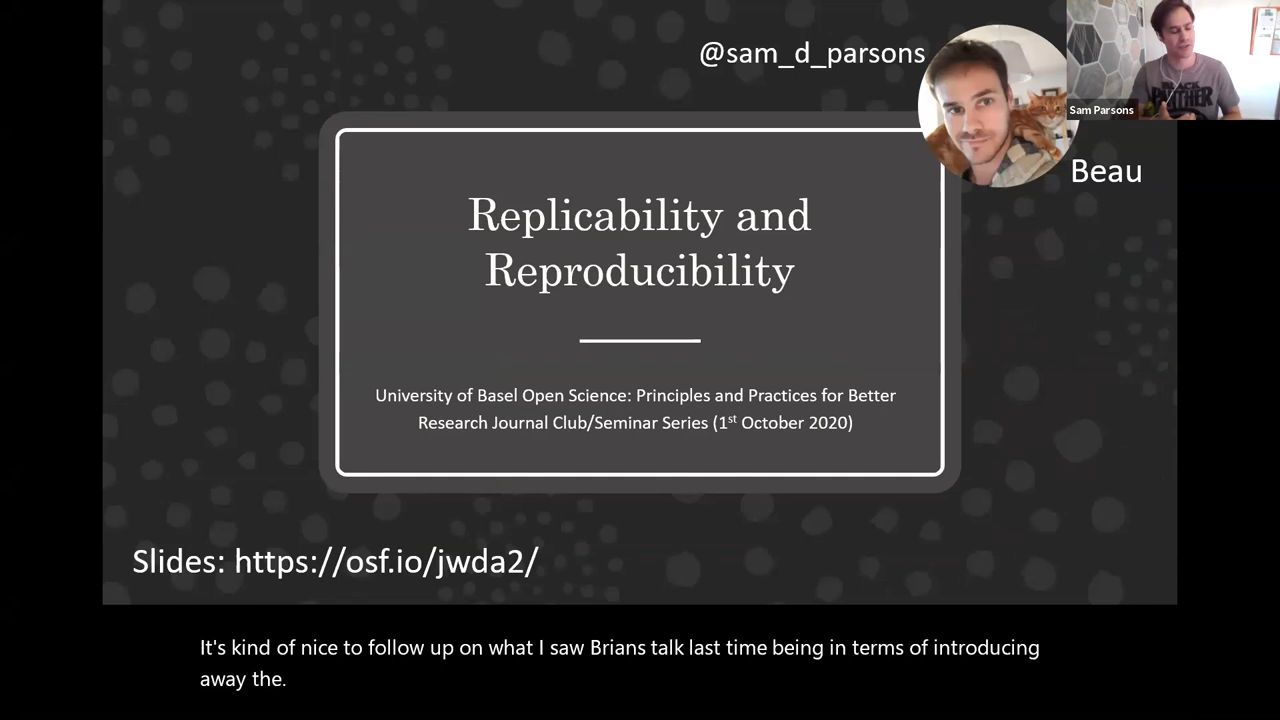 @sam_d_parsons
Sam Parsons
BLACK
PANTHER
Beau
Replicability and
Reproducibility
University of Basel Open Science: Principles and Practices for Better
Research Journal Club/Seminar Series (1st October 2020)
Slides: https://osf.io/jwda2/
It's kind of nice to follow up on what I saw Brians talk last time being in terms of introducing
away the.